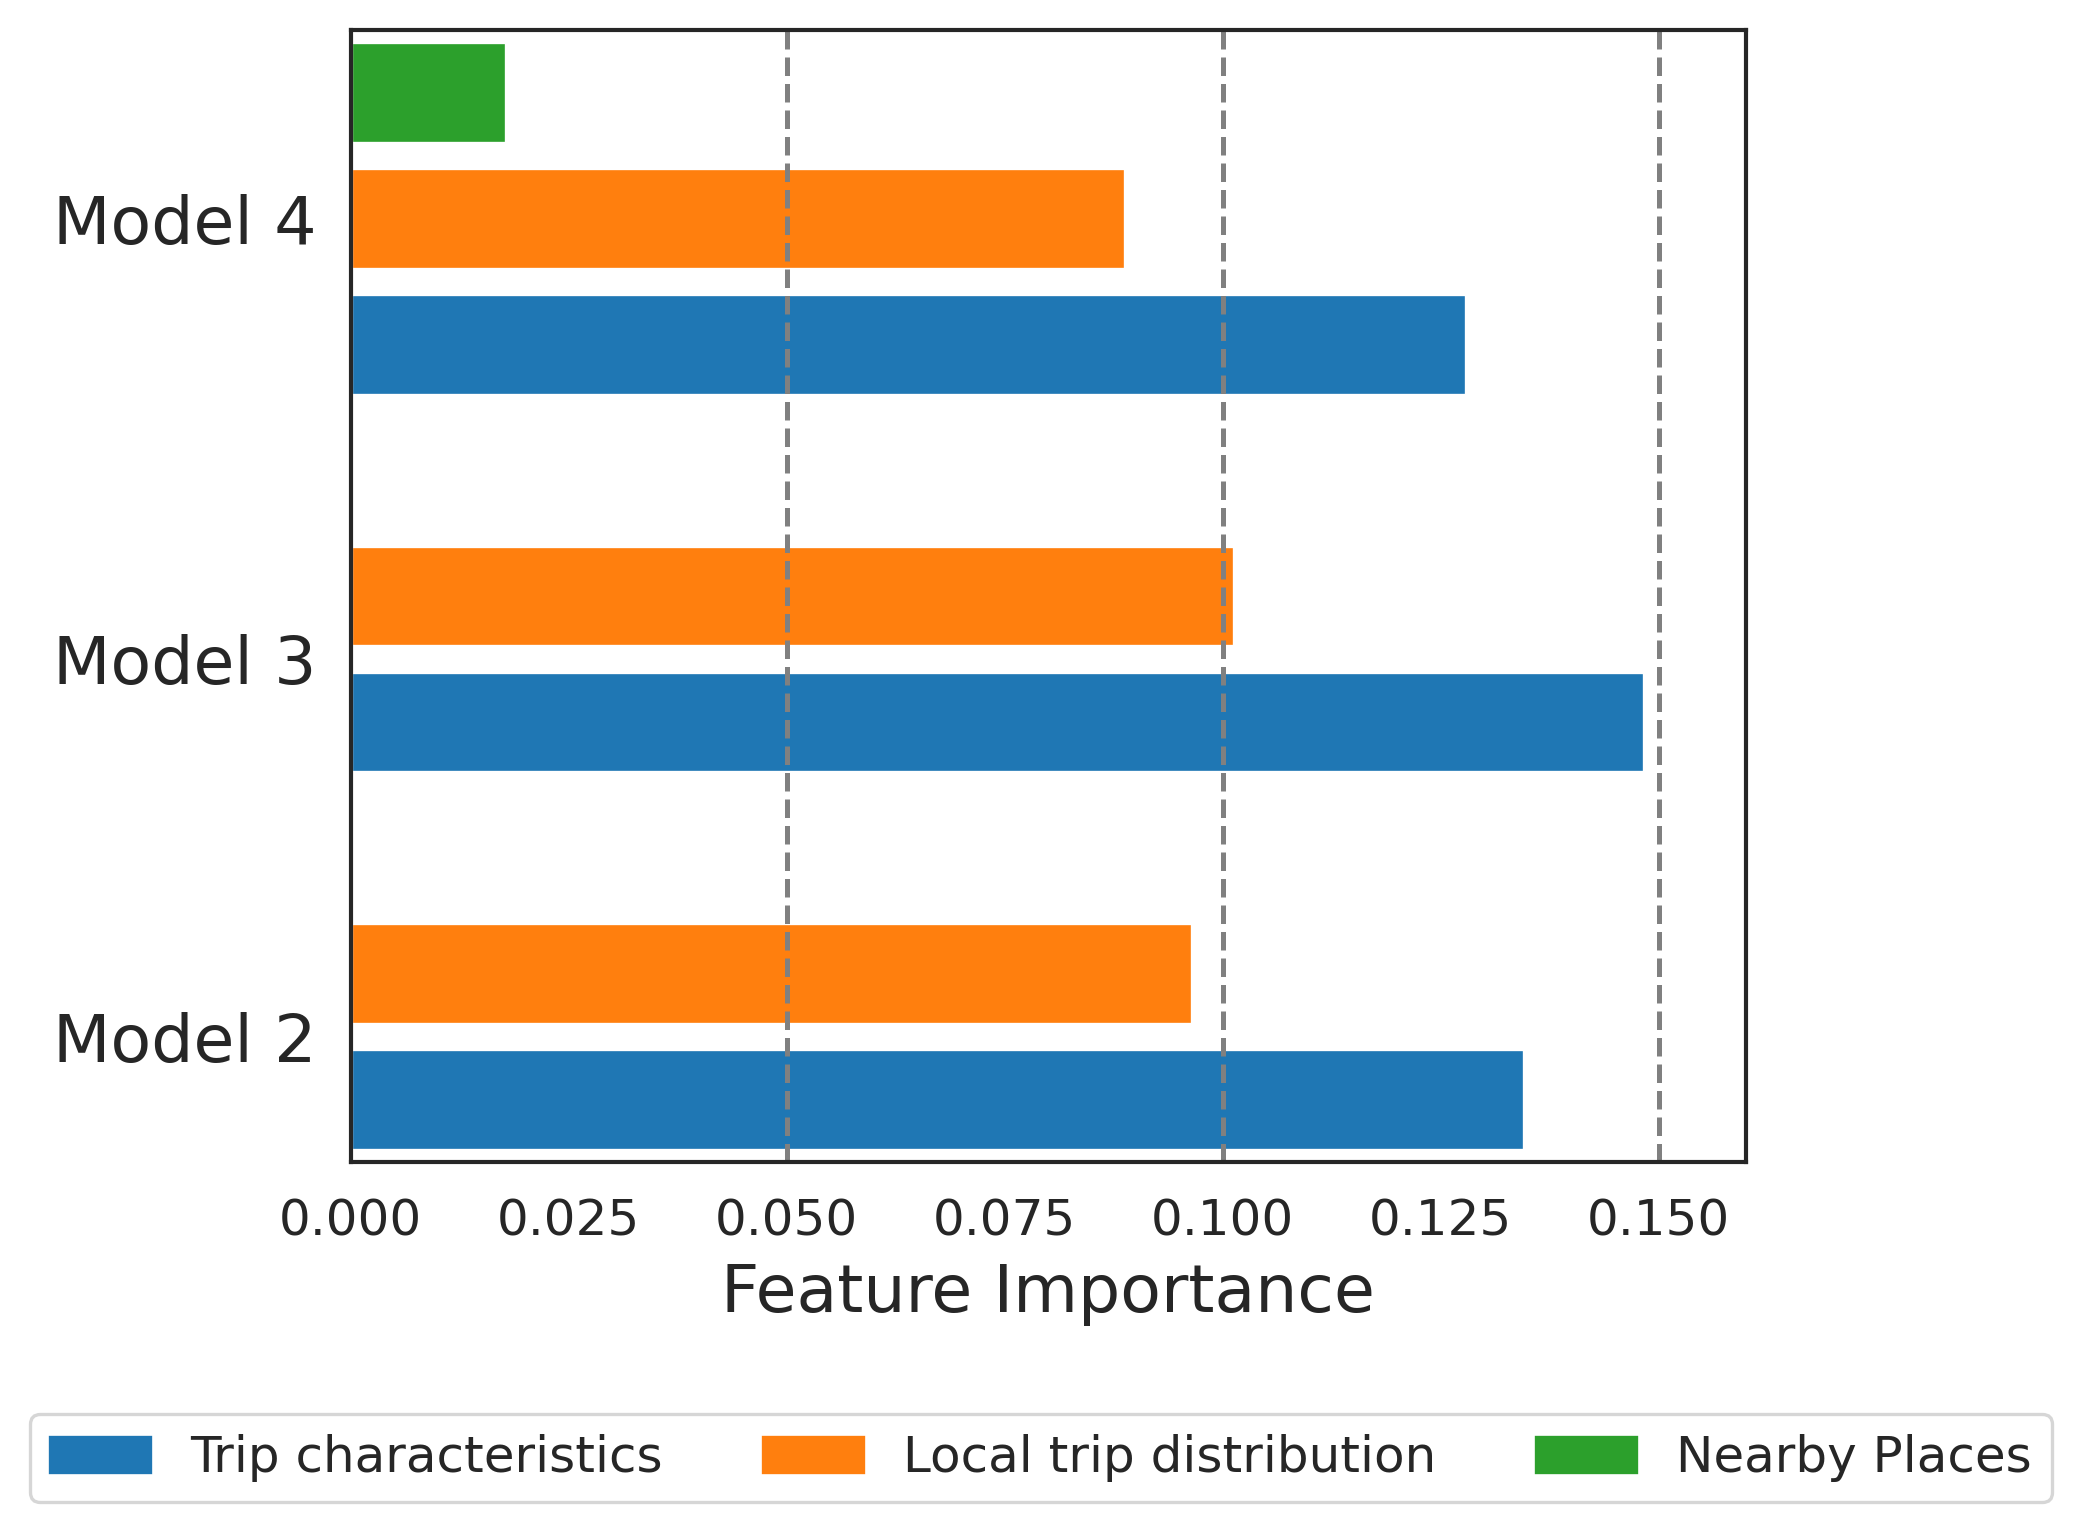 Model 4
Model 3
Model 2
0.000 0.025 0.050 0.075 0.100 0.125 0.150
Feature Importance
Trip characteristics Local trip distribution Nearby Places